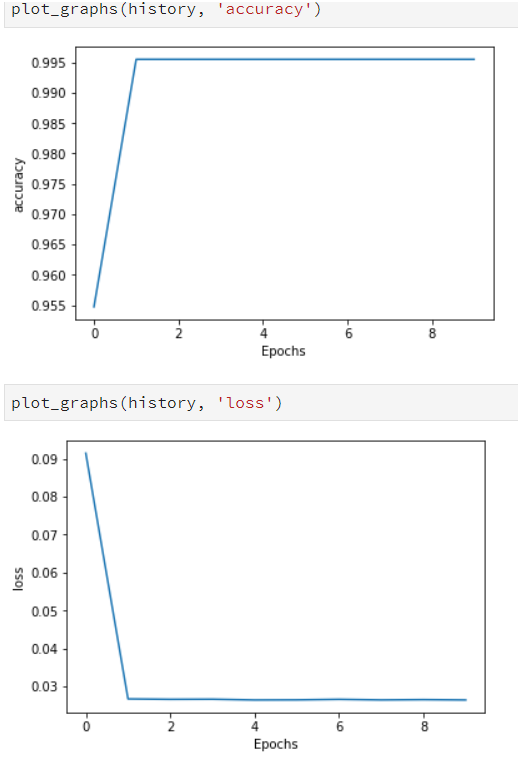 plot_graphs(history, 'accuracy')
0.995
0.990
0.985
0.980
0.975
0.970
0.965
0.960
0.955
accuracy
0 2 4 6 8
Epochs
plot_graphs(history, 'loss')
0.09
0.08
0.07
0.06
0.05
0.04
0.03
loss
0 2 4 6 8
Epochs